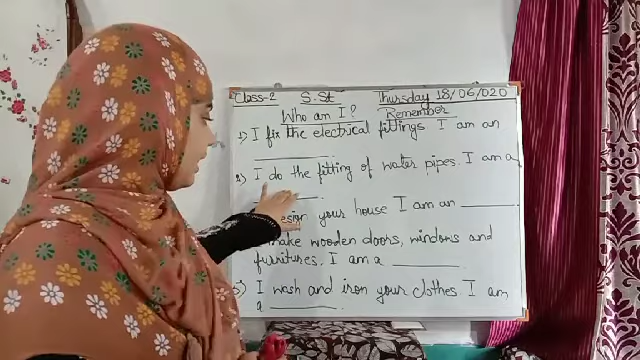 Class-2 S.St Thursday 18/06/020
Who am I? Remember
1) I fix the electrical fittings I am an
2) I do the fitting of water pipes. I am a
design your house I am an
make wooden doors, windows and
furnitures, I am a
5) I wash and iron your clothes. I am
a